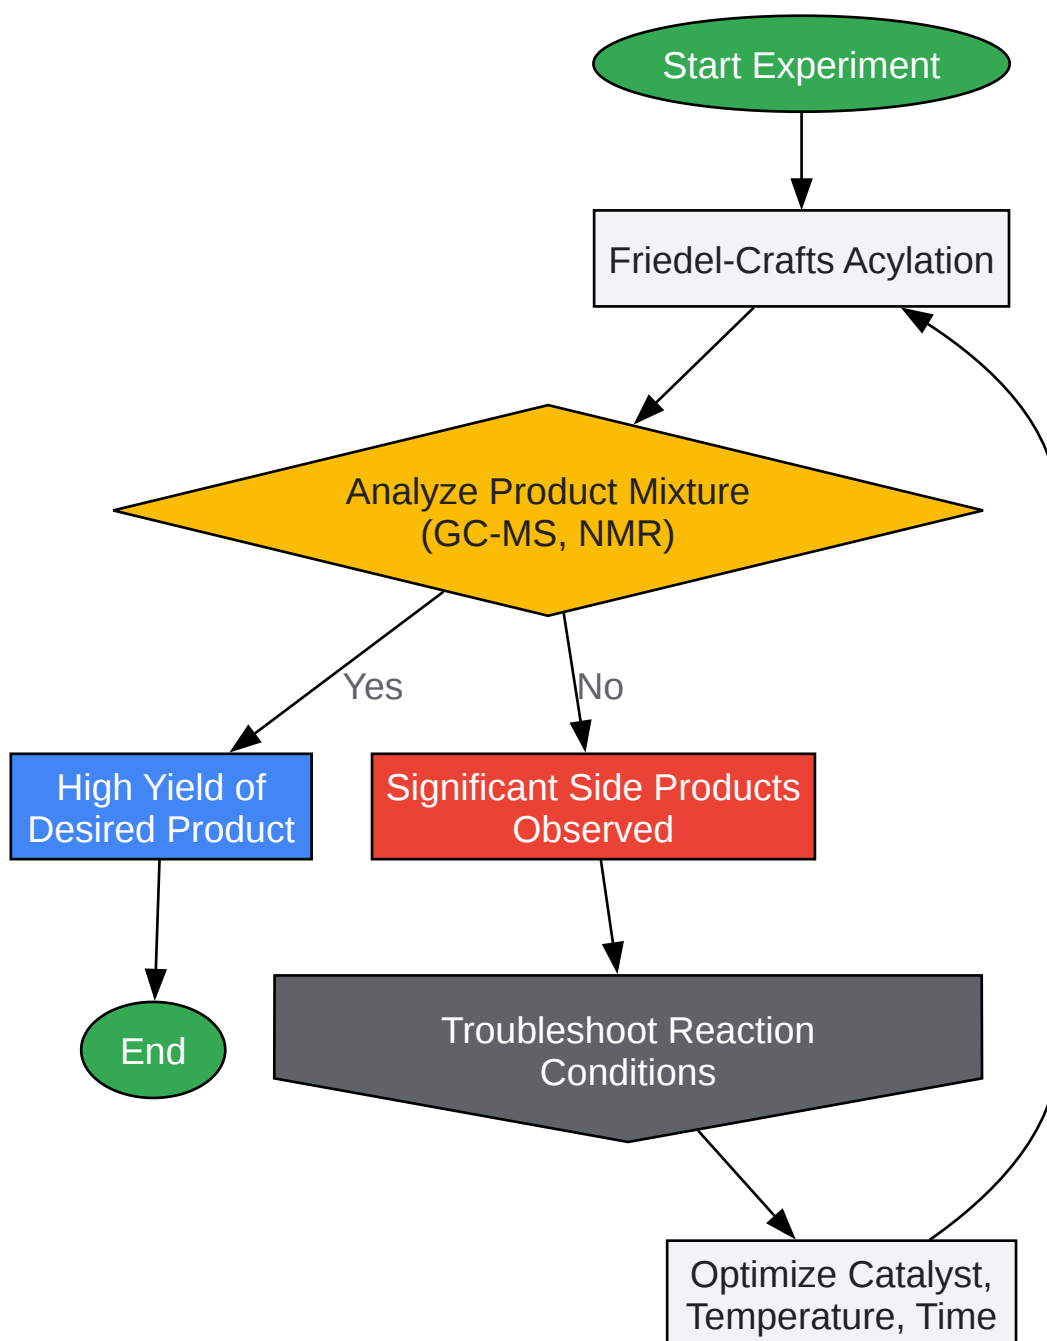 Start Experiment
Friedel-Crafts Acylation
Analyze Product Mixture
(GC-MS, NMR)
Yes
No
High Yield of
Desired Product
Significant Side Products
Observed
Troubleshoot Reaction
Conditions
End
Optimize Catalyst,
Temperature, Time